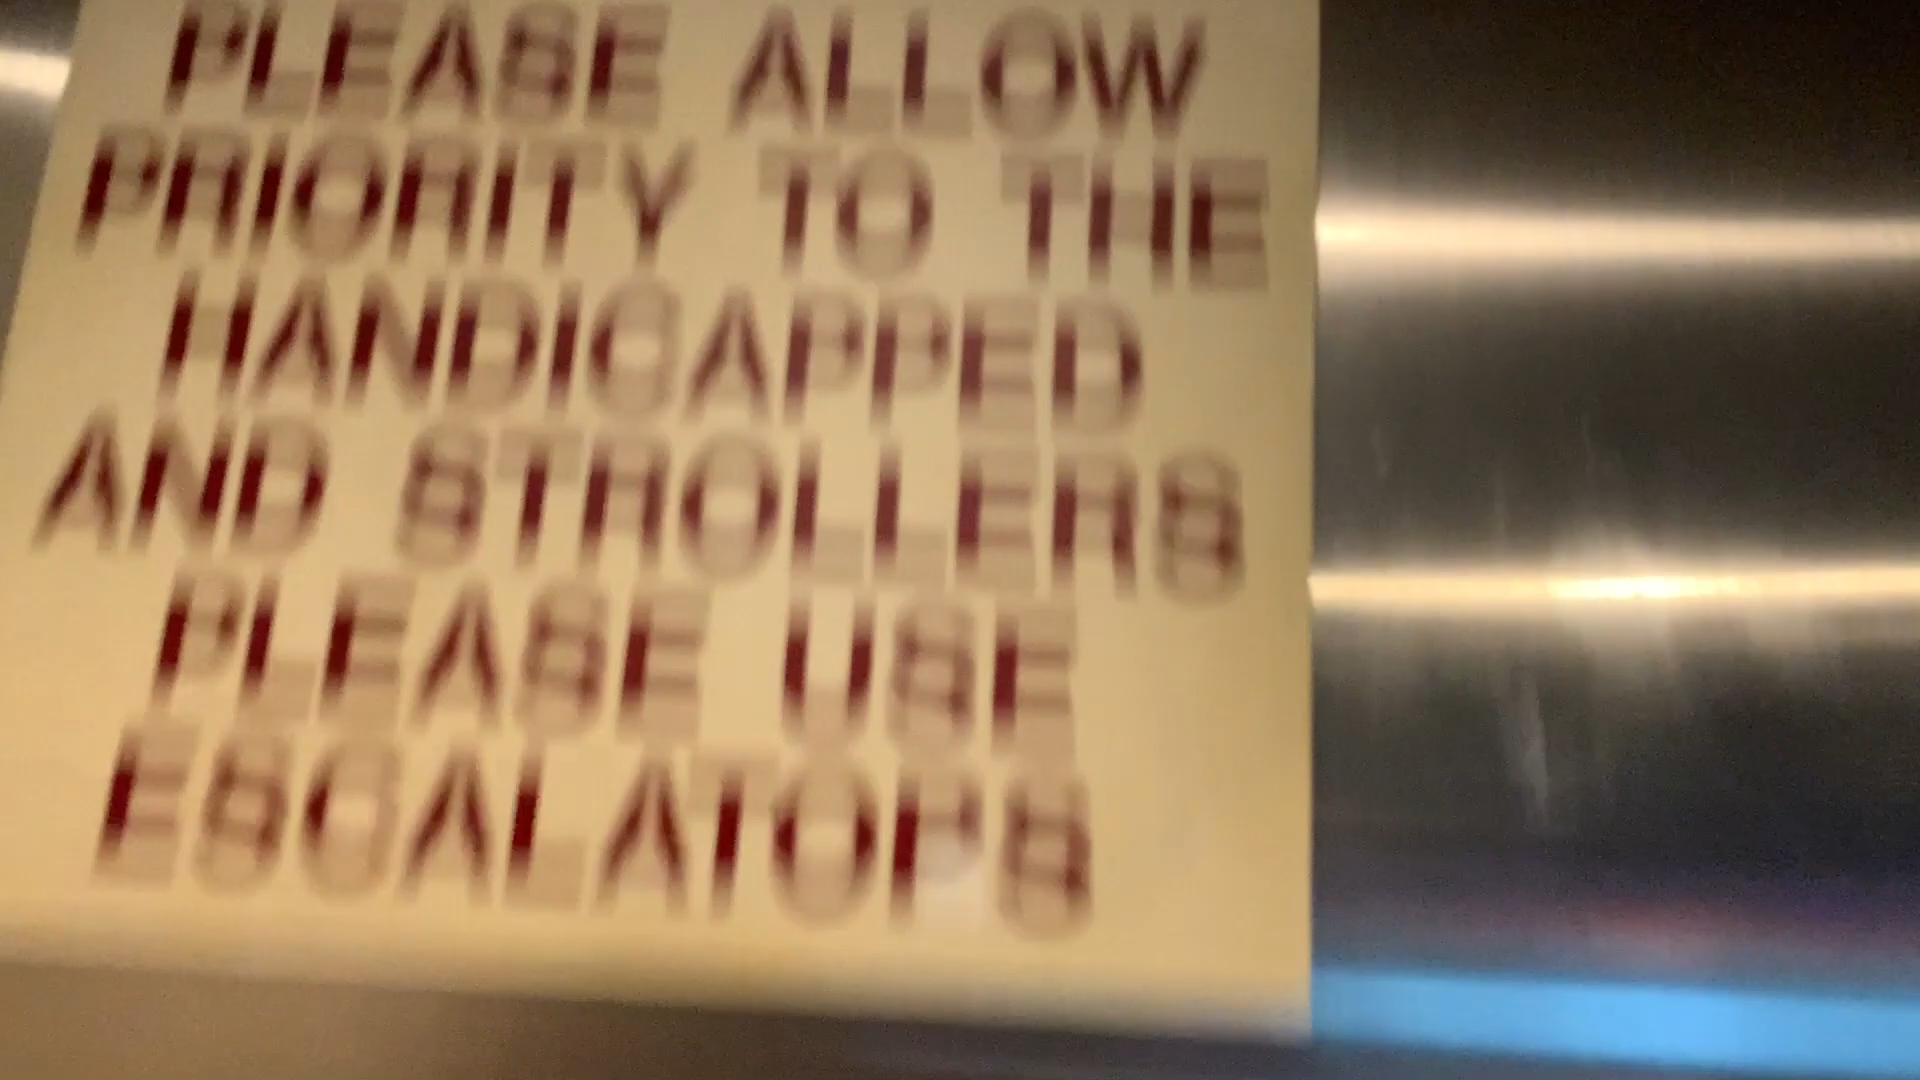 PLEASE ALLOW
PRIORITY TO THE
HANDICAPPED
AND STROLLERS
PLEASE USE
ESCALATORS